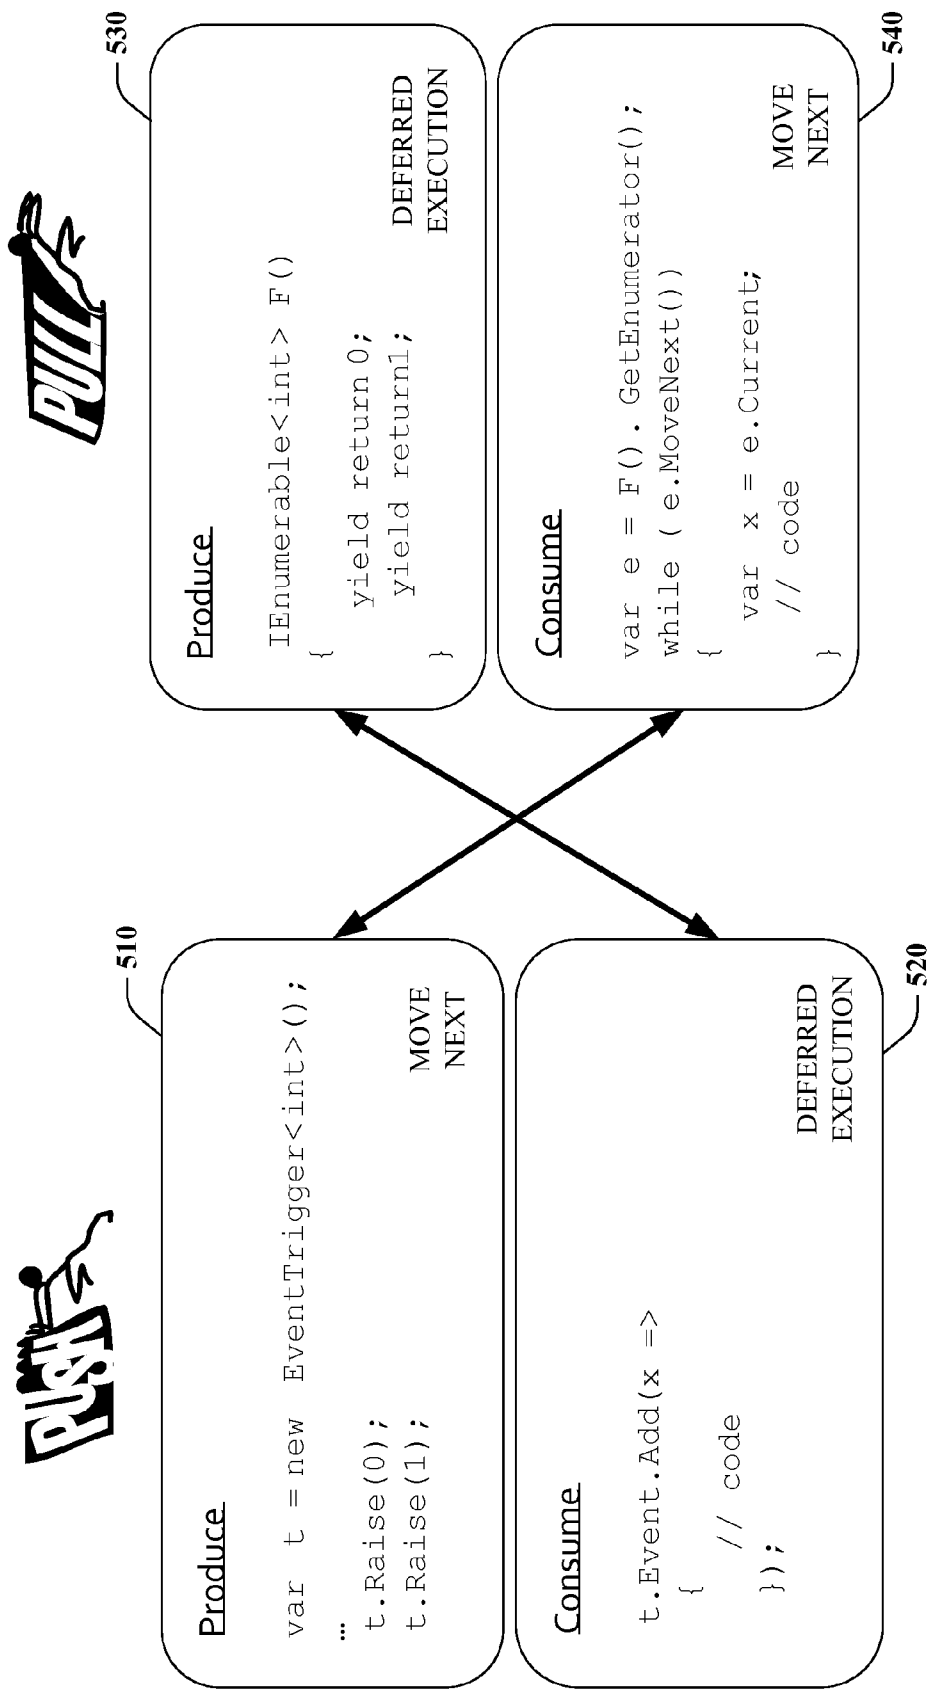 PUSH
510
Produce
var t = new EventTrigger<int>();
…
t.Raise(0);
t.Raise(1);
MOVE
NEXT
Consume
t.Event.Add(x =>
{
// code
});
DEFERRED
EXECUTION
520
PULL
530
Produce
IEnumerable<int> F()
{
yield return 0;
yield return1;
}
DEFERRED
EXECUTION
Consume
var e = F().GetEnumerator();
while ( e.MoveNext())
{
var x = e.Current;
// code
}
MOVE
NEXT
540